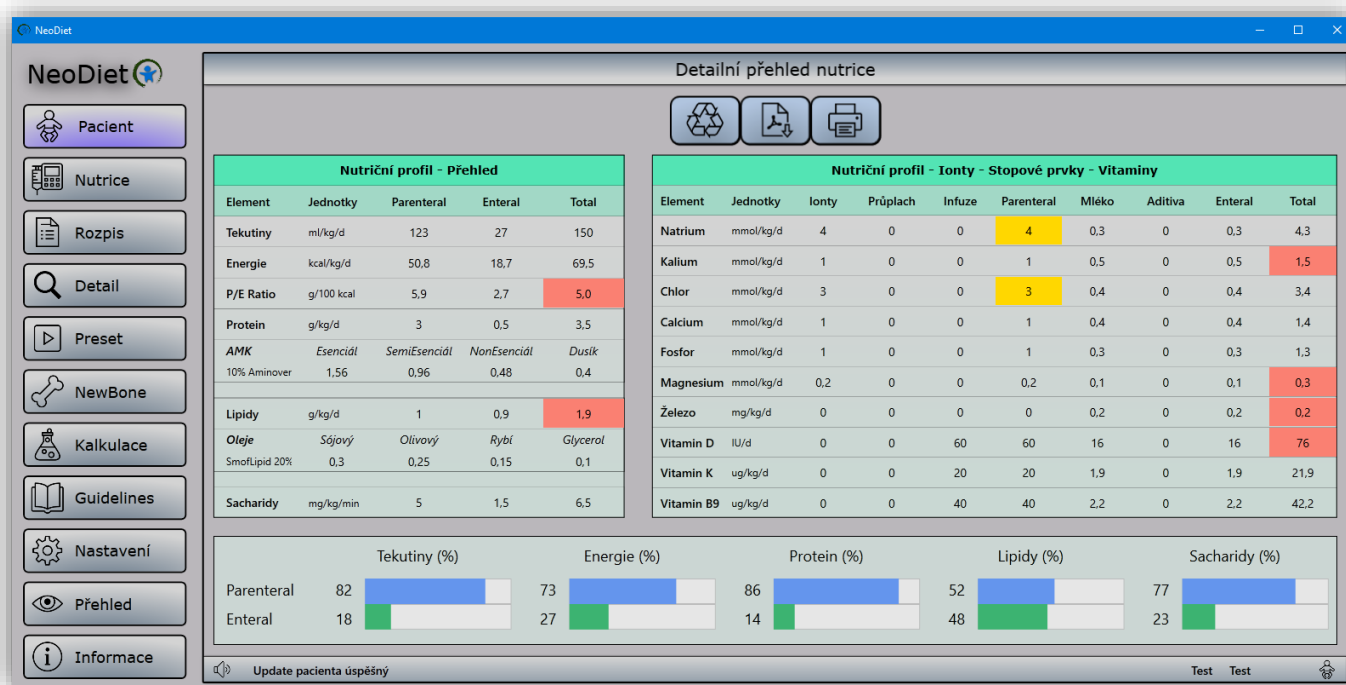 NeoDiet
NeoDiet
Pacient
Nutrice
Rozpis
Detail
Preset
NewBone
Kalkulace
Guidelines
Nastavení
Přehled
Informace
Detailní přehled nutrice
Nutriční profil - Přehled
Element Jednotky Parenteral Enteral Total
Tekutiny ml/kg/d 123 27 150
Energie kcal/kg/d 50,8 18,7 69,5
P/E Ratio g/100 kcal 5,9 2,7 5,0
Protein g/kg/d 3 0,5 3,5
AMK Esenciál SemiEsenciál NonEsenciál Dusík
10% Aminover 1,56 0,96 0,48 0,4
Lipidy g/kg/d 1 0,9 1,9
Oleje Sójový Olivový Rybí Glycerol
SmofLipid 20% 0,3 0,25 0,15 0,1
Sacharidy mg/kg/min 5 1,5 6,5
Nutriční profil - Ionty - Stopové prvky - Vitaminy
Element Jednotky Ionty Průplach Infuze Parenteral Mléko Aditiva Enteral Total
Natrium mmol/kg/d 4 0 0 4 0,3 0 0,3 4,3
Kalium mmol/kg/d 1 0 0 1 0,5 0 0,5 1,5
Chlor mmol/kg/d 3 0 0 3 0,4 0 0,4 3,4
Calcium mmol/kg/d 1 0 0 1 0,4 0 0,4 1,4
Fosfor mmol/kg/d 1 0 0 1 0,3 0 0,3 1,3
Magnesium mmol/kg/d 0,2 0 0 0,2 0,1 0 0,1 0,3
Železo mg/kg/d 0 0 0 0 0,2 0 0,2 0,2
Vitamin D IU/d 0 0 60 60 16 0 16 76
Vitamin K ug/kg/d 0 0 20 20 1,9 0 1,9 21,9
Vitamin B9 ug/kg/d 0 0 40 40 2,2 0 2,2 42,2
Tekutiny (%) Energie (%) Protein (%) Lipidy (%) Sacharidy (%)
Parenteral 82 73 86 52 77
Enteral 18 27 14 48 23
Update pacienta úspěšný Test Test